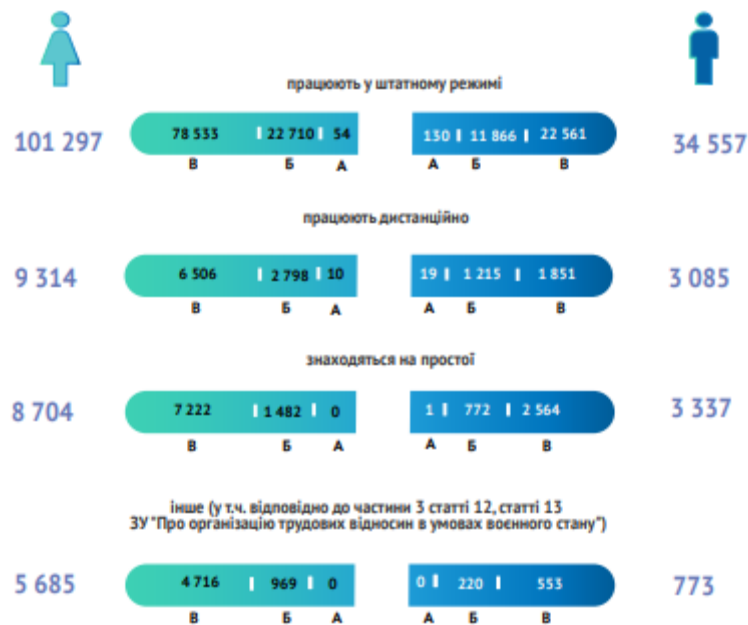 працюють у штатному режимі
101 297 78 533 22 710 54 130 11 866 22 561 34 557
В Б А А Б В
працюють дистанційно
9 314 6 506 2 798 10 19 1 215 1 851 3 085
В Б А А Б В
знаходяться на простої
8 704 7 222 1 482 0 1 772 2 564 3 337
В Б А А Б В
інше (у т.ч. відповідно до частини 3 статті 12, статті 13
ЗУ "Про організацію трудових відносин в умовах воєнного стану")
5 685 4 716 969 0 0 220 553 773
В Б А А Б В